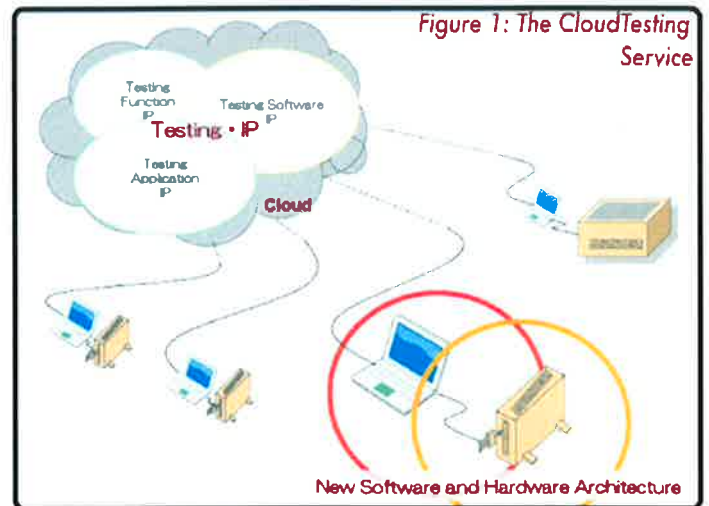 Figure 1: The CloudTesting
Service
Testing
Function
IP
Testing Software
IP
Testing • IP
Testing
Application
IP
Cloud
New Software and Hardware Architecture